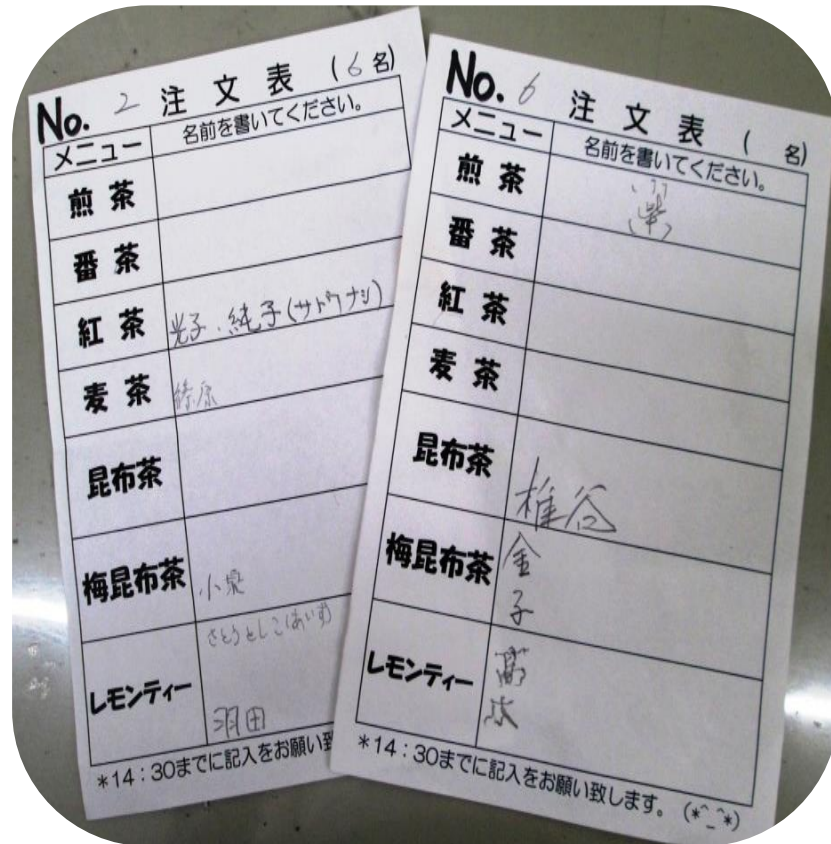 No. 2 注文表 (6名)
メニュー 名前を書いてください。
煎茶
番茶
紅茶 光子、純子(サトウナシ)
麦茶 篠原
昆布茶
梅昆布茶 小泉
レモンティー さとうとしこ(あいす)
羽田
*14:30までに記入をお願い致
No. 6 注文表 ( 名)
メニュー 名前を書いてください。
煎茶
番茶
紅茶
麦茶
昆布茶 椎谷
梅昆布茶 金子
レモンティー
*14:30までに記入をお願い致します。 (*^_^*)